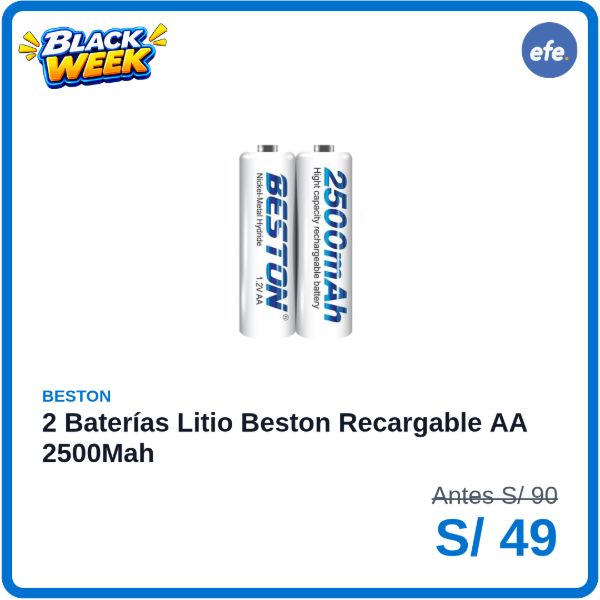 BLACK
WEEK
efe.
BESTON®
Nickel-Metal Hydride 1.2V AA
2500mAh
Hight capacity rechargeable battery
BESTON
2 Baterías Litio Beston Recargable AA
2500Mah
Antes S/ 90
S/ 49